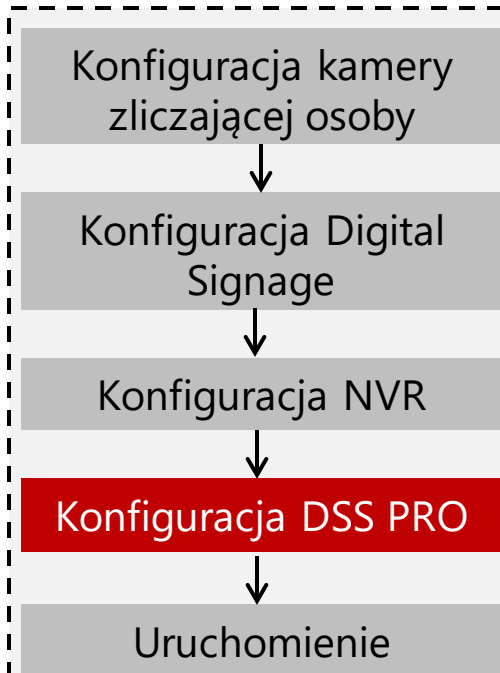 Konfiguracja kamery
zliczającej osoby
Konfiguracja Digital
Signage
Konfiguracja NVR
Konfiguracja DSS PRO
Uruchomienie